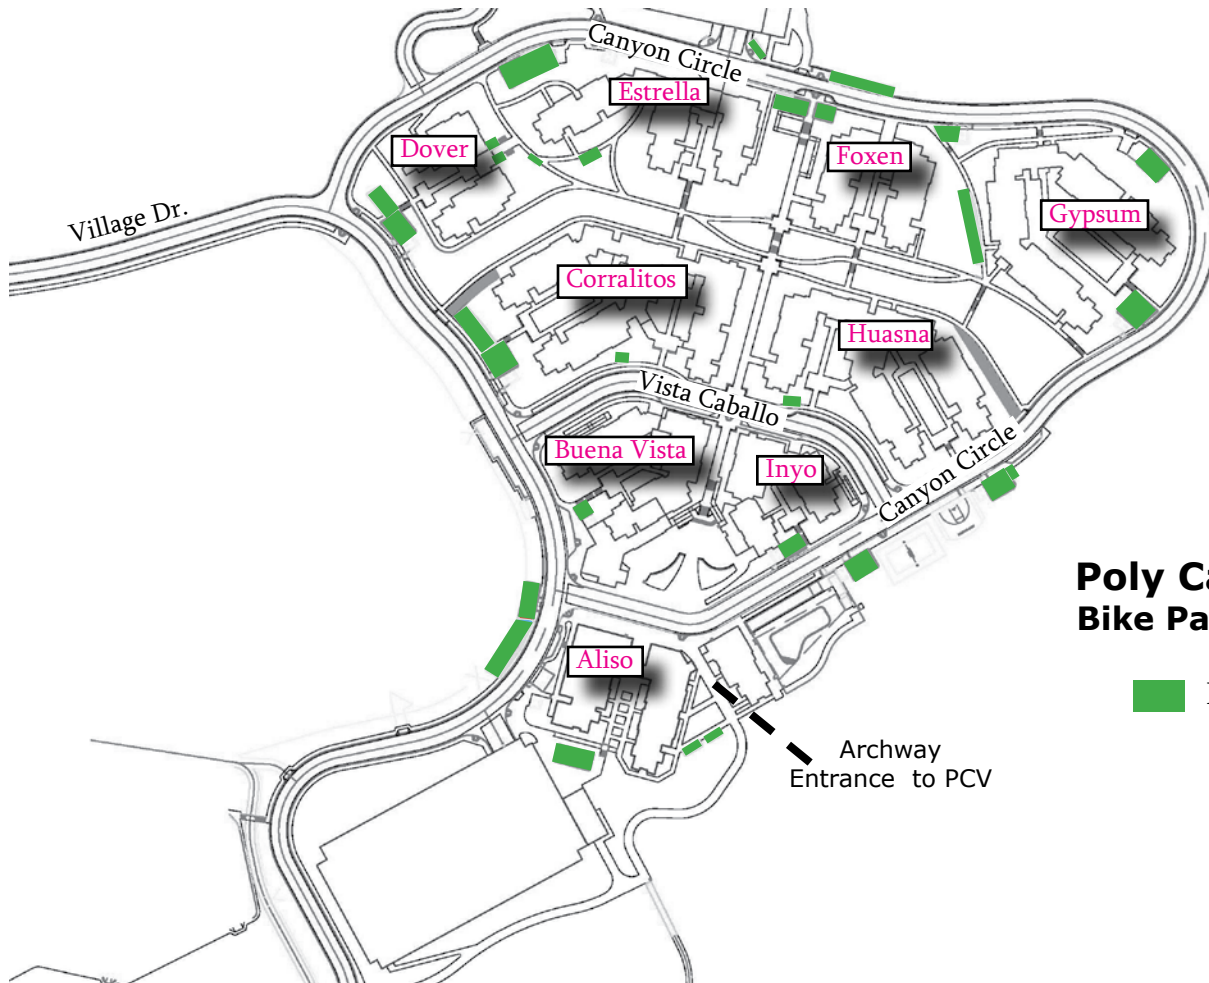 Canyon Circle
Estrella
Dover
Foxen
Village Dr.
Gypsum
Corralitos
Huasna
Vista Caballo
Buena Vista
Inyo
Canyon Circle
Poly Ca
Bike Pa
Aliso
Archway
Entrance to PCV